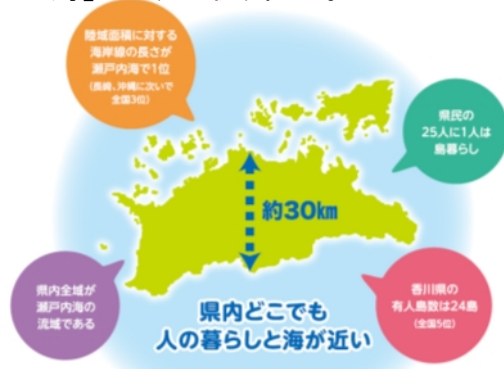 陸域面積に対する
海岸線の長さが
瀬戸内海で1位
(長崎、沖縄に次いで
全国3位)
県民の
25人に1人は
島暮らし
約30km
県内全域が
瀬戸内海の
流域である
香川県の
有人島数は24島
(全国5位)
県内どこでも
人の暮らしと海が近い